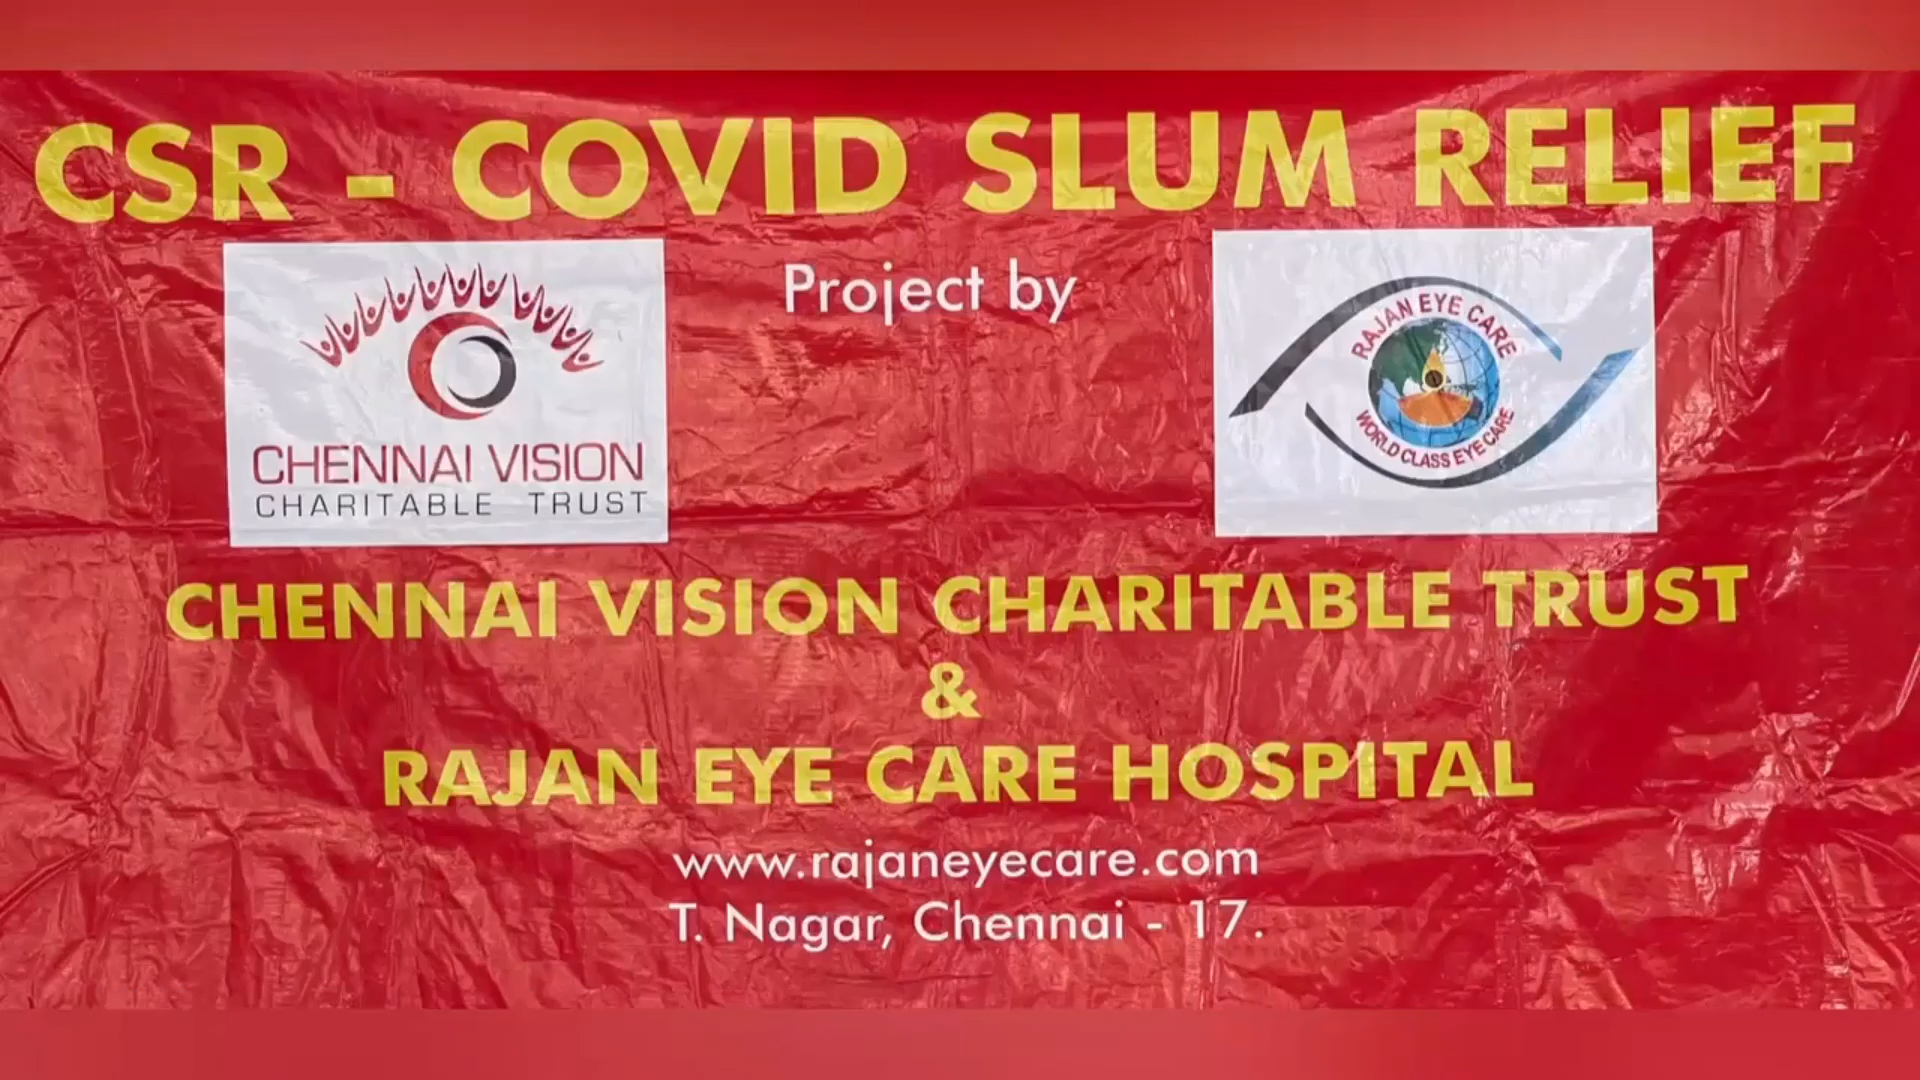 CSR - COVID SLUM RELIEF
Project by
CHENNAI VISION
CHARITABLE TRUST
RAJAN EYE CARE
WORLD CLASS EYE CARE
CHENNAI VISION CHARITABLE TRUST
&
RAJAN EYE CARE HOSPITAL
www.rajaneyecare.com
T. Nagar, Chennai - 17.